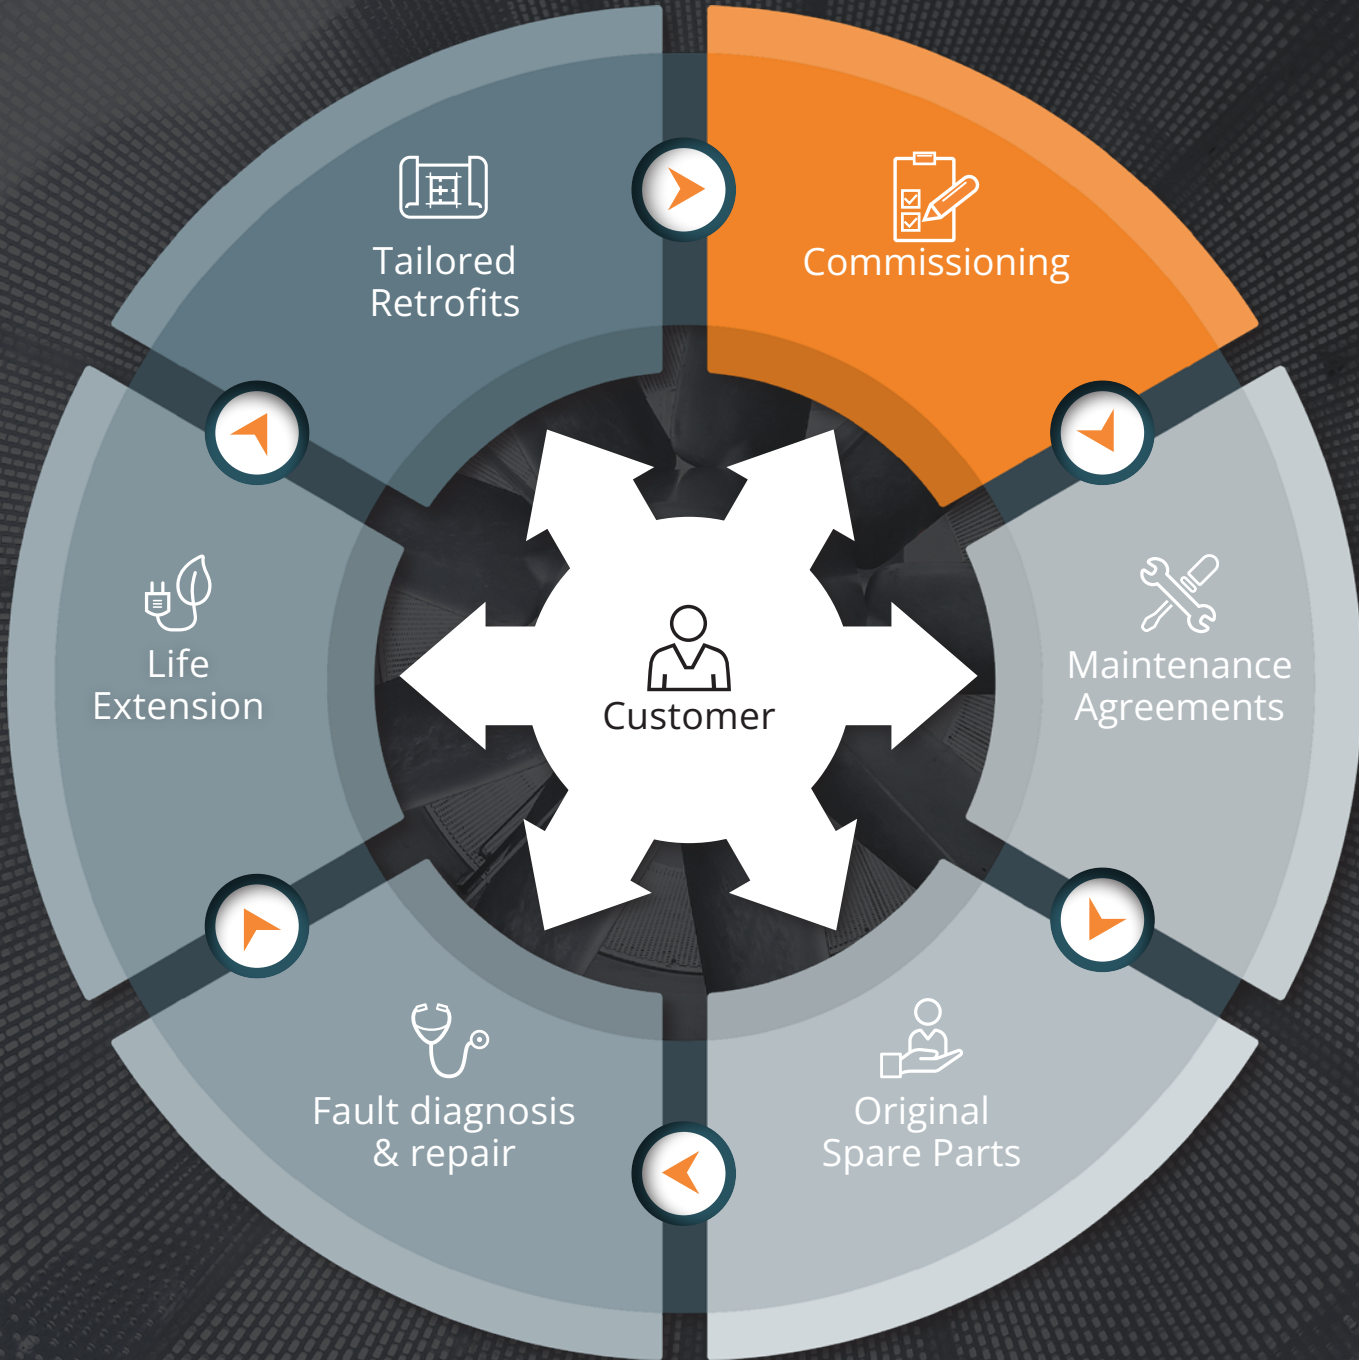 Tailored
Retrofits
Commissioning
Life
Extension
Customer
Maintenance
Agreements
Fault diagnosis
& repair
Original
Spare Parts